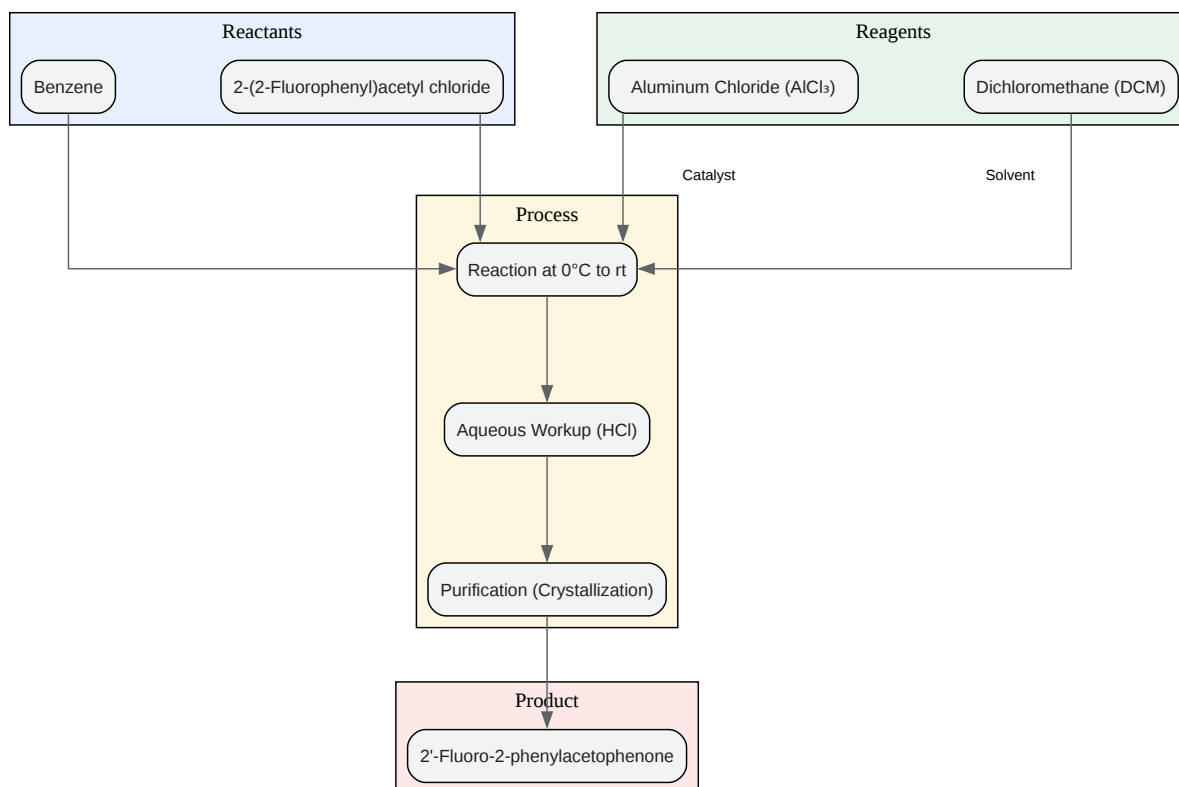 Reactants
Reagents
Benzene
2-(2-Fluorophenyl)acetyl chloride
Aluminum Chloride (AlCl₃)
Dichloromethane (DCM)
Catalyst
Solvent
Process
Reaction at 0°C to rt
Aqueous Workup (HCl)
Purification (Crystallization)
Product
2'-Fluoro-2-phenylacetophenone